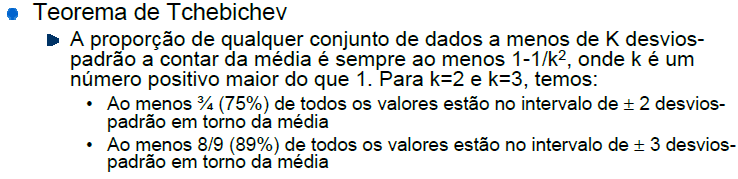 Teorema de Tchebichev
A proporção de qualquer conjunto de dados a menos de K desvios-
padrão a contar da média é sempre ao menos 1-1/k², onde k é um
número positivo maior do que 1. Para k=2 e k=3, temos:
• Ao menos ¾ (75%) de todos os valores estão no intervalo de ± 2 desvios-
padrão em torno da média
• Ao menos 8/9 (89%) de todos os valores estão no intervalo de ± 3 desvios-
padrão em torno da média